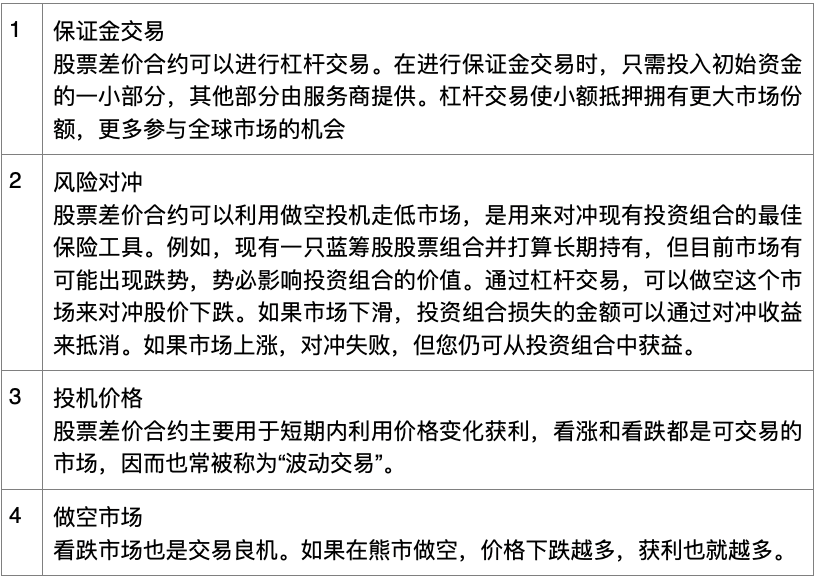 1 保证金交易
股票差价合约可以进行杠杆交易。在进行保证金交易时，只需投入初始资金
的一小部分，其他部分由服务商提供。杠杆交易使小额抵押拥有更大市场份
额，更多参与全球市场的机会
2 风险对冲
股票差价合约可以利用做空投机走低市场，是用来对冲现有投资组合的最佳
保险工具。例如，现有一只蓝筹股股票组合并打算长期持有，但目前市场有
可能出现跌势，势必影响投资组合的价值。通过杠杆交易，可以做空这个市
场来对冲股价下跌。如果市场下滑，投资组合损失的金额可以通过对冲收益
来抵消。如果市场上涨，对冲失败，但您仍可从投资组合中获益。
3 投机价格
股票差价合约主要用于短期内利用价格变化获利，看涨和看跌都是可交易的
市场，因而也常被称为“波动交易”。
4 做空市场
看跌市场也是交易良机。如果在熊市做空，价格下跌越多，获利也就越多。